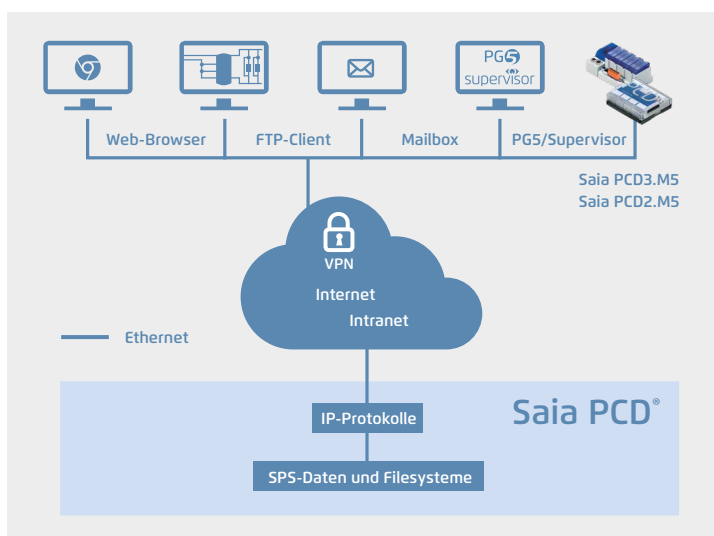 PG5
supervisor
PCD
Web-Browser
FTP-Client
Mailbox
PG5/Supervisor
Saia PCD3.M5
Saia PCD2.M5
VPN
Internet
Intranet
Ethernet
IP-Protokolle
Saia PCD®
SPS-Daten und Filesysteme